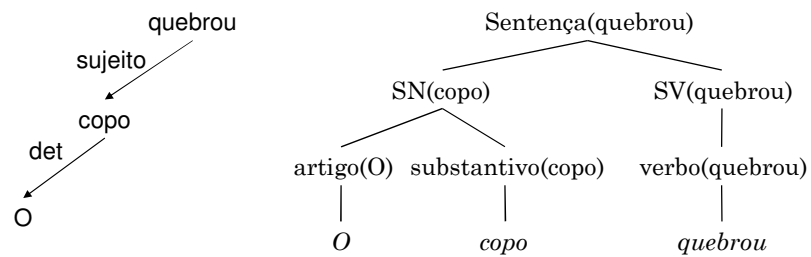 quebrou
sujeito
copo
det
O
Sentença(quebrou)
SN(copo) SV(quebrou)
artigo(O) substantivo(copo) verbo(quebrou)
O copo quebrou